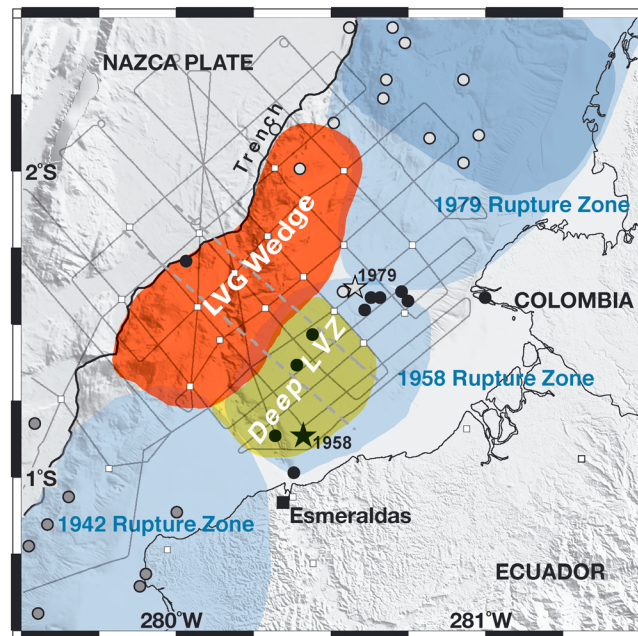 NAZCA PLATE
Trench
2°S
1979 Rupture Zone
LVG Wedge
1979
COLOMBIA
Deep LVZ
1958 Rupture Zone
1958
1°S
Esmeraldas
1942 Rupture Zone
ECUADOR
280°W
281°W